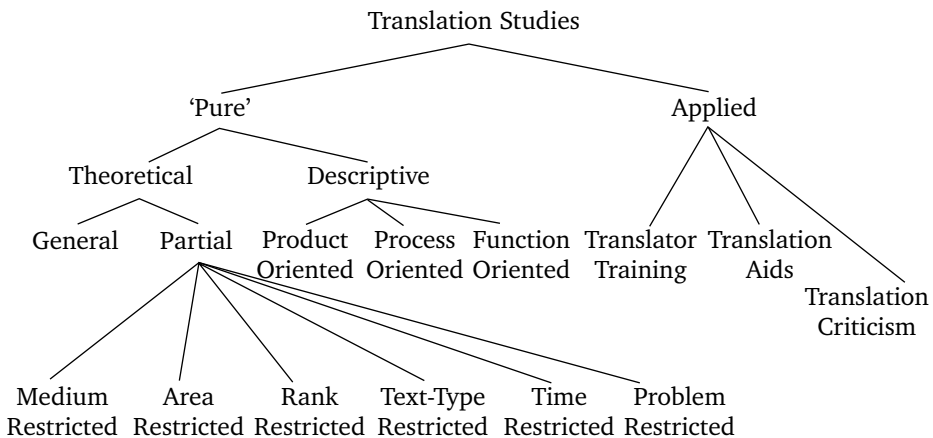 Translation Studies
‘Pure’
Applied
Theoretical
Descriptive
General
Partial
Product
Oriented
Process
Oriented
Function
Oriented
Translator
Training
Translation
Aids
Translation
Criticism
Medium
Restricted
Area
Restricted
Rank
Restricted
Text-Type
Restricted
Time
Restricted
Problem
Restricted